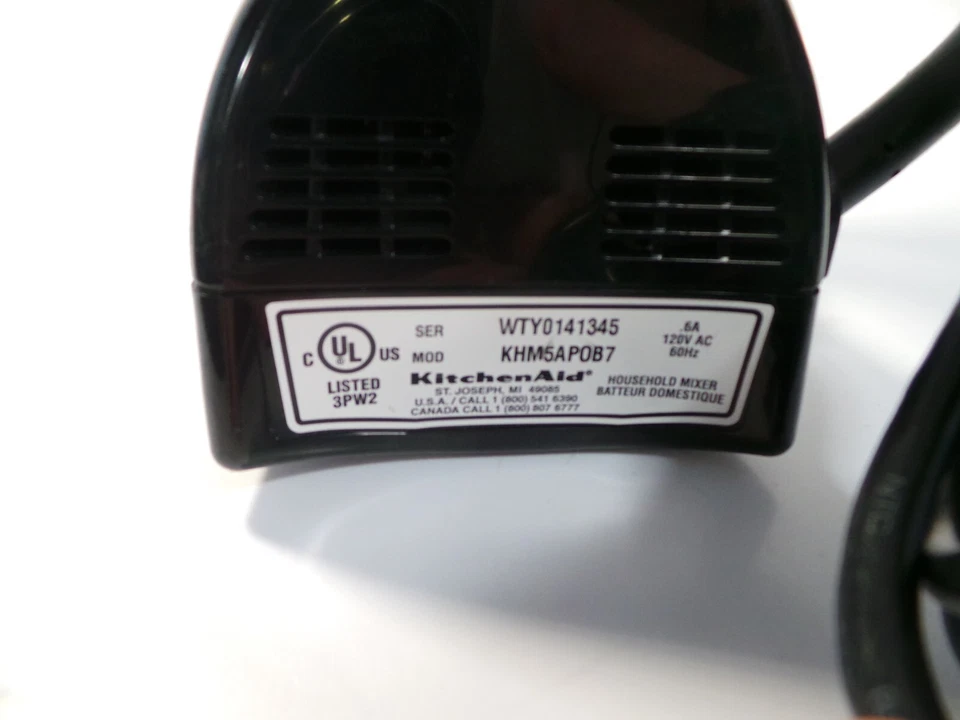 C UL US
LISTED
3PW2
SER WTY0141345
MOD KHM5APOB7
KitchenAid®
ST. JOSEPH, MI 49085
U.S.A. / CALL 1 (800) 541 6390
CANADA CALL 1 (800) 807 6777
.6A
120V AC
60Hz
HOUSEHOLD MIXER
BATTEUR DOMESTIQUE